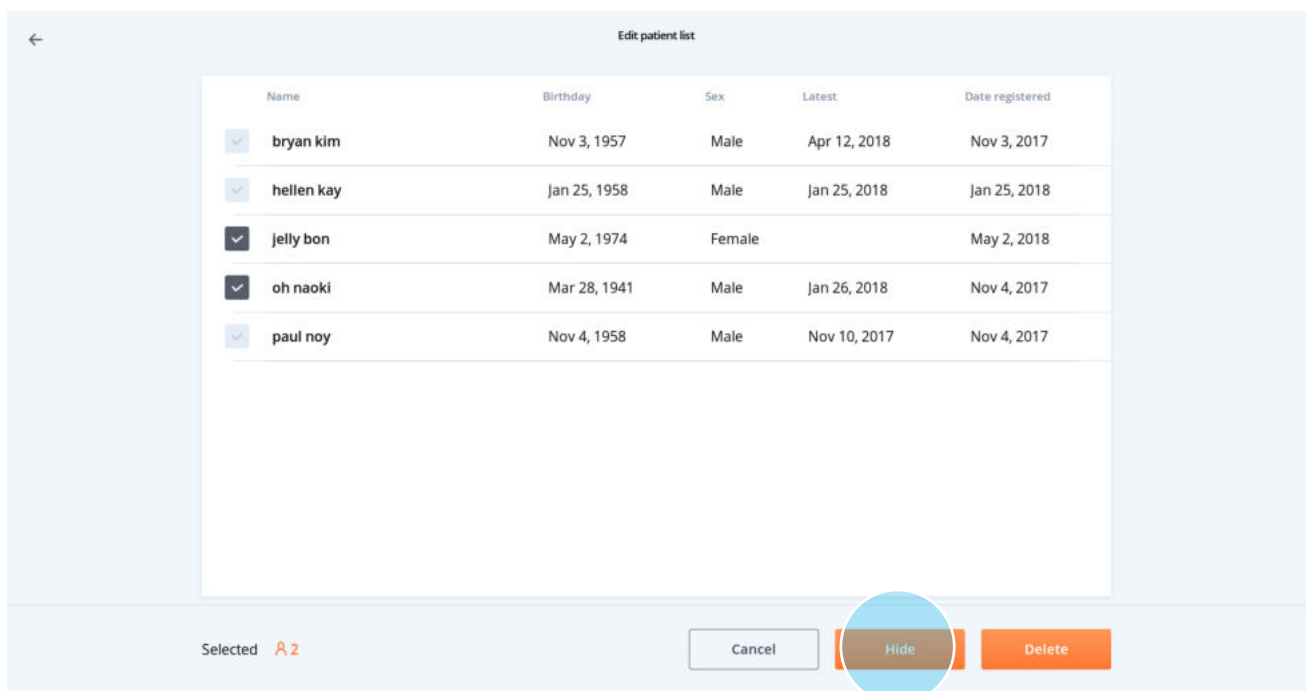 Edit patient list
Name Birthday Sex Latest Date registered
bryan kim Nov 3, 1957 Male Apr 12, 2018 Nov 3, 2017
hellen kay Jan 25, 1958 Male Jan 25, 2018 Jan 25, 2018
jelly bon May 2, 1974 Female May 2, 2018
oh naoki Mar 28, 1941 Male Jan 26, 2018 Nov 4, 2017
paul noy Nov 4, 1958 Male Nov 10, 2017 Nov 4, 2017
Selected 2 Cancel Hide Delete